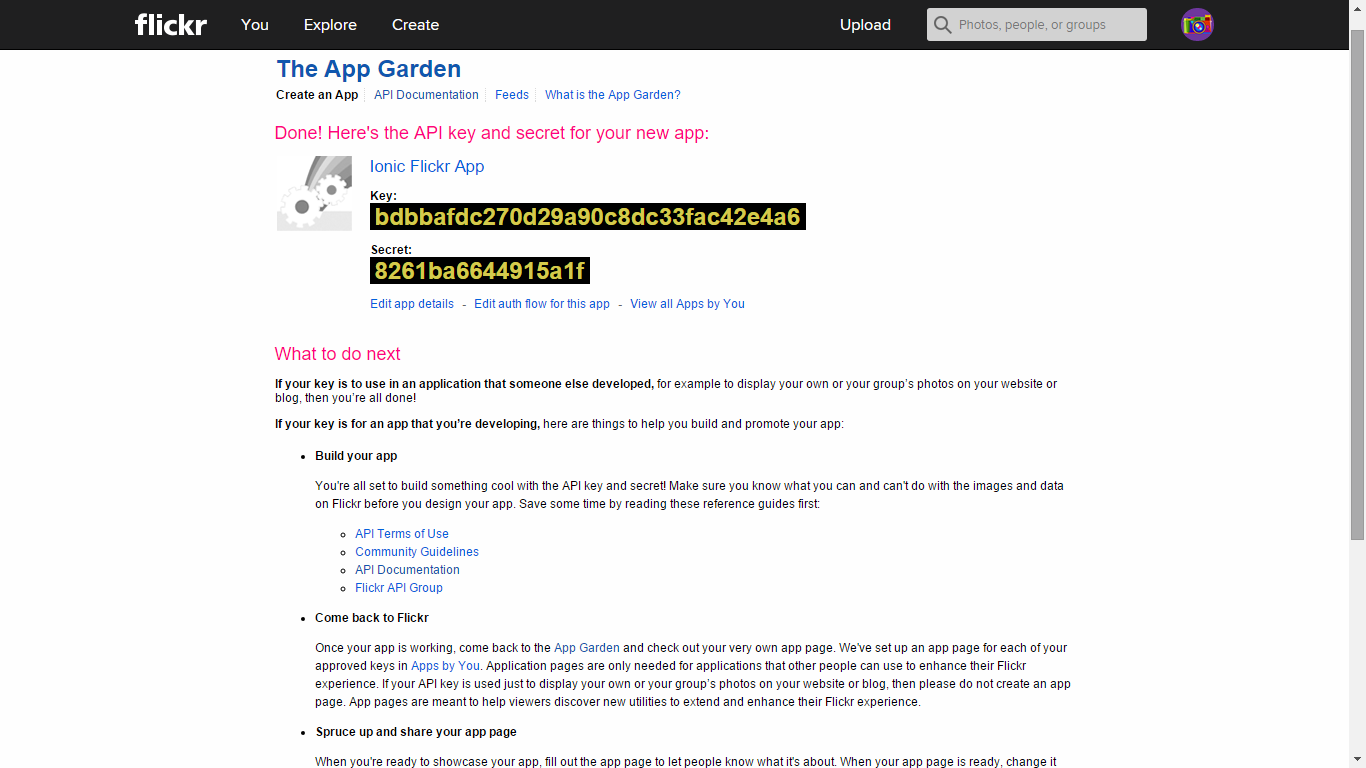 flickr You Explore Create Upload Photos, people, or groups
The App Garden
Create an App API Documentation Feeds What is the App Garden?
Done! Here's the API key and secret for your new app:
Ionic Flickr App
Key:
bdbbafdc270d29a90c8dc33fac42e4a6
Secret:
8261ba6644915a1f
Edit app details - Edit auth flow for this app - View all Apps by You
What to do next
If your key is to use in an application that someone else developed, for example to display your own or your group's photos on your website or
blog, then you're all done!
If your key is for an app that you're developing, here are things to help you build and promote your app:
• Build your app
You're all set to build something cool with the API key and secret! Make sure you know what you can and can't do with the images and data
on Flickr before you design your app. Save some time by reading these reference guides first:
API Terms of Use
Community Guidelines
API Documentation
Flickr API Group
• Come back to Flickr
Once your app is working, come back to the App Garden and check out your very own app page. We've set up an app page for each of your
approved keys in Apps by You. Application pages are only needed for applications that other people can use to enhance their Flickr
experience. If your API key is used just to display your own or your group's photos on your website or blog, then please do not create an app
page. App pages are meant to help viewers discover new utilities to extend and enhance their Flickr experience.
• Spruce up and share your app page
When you're ready to showcase your app, fill out the app page to let people know what it's about. When your app page is ready, change it